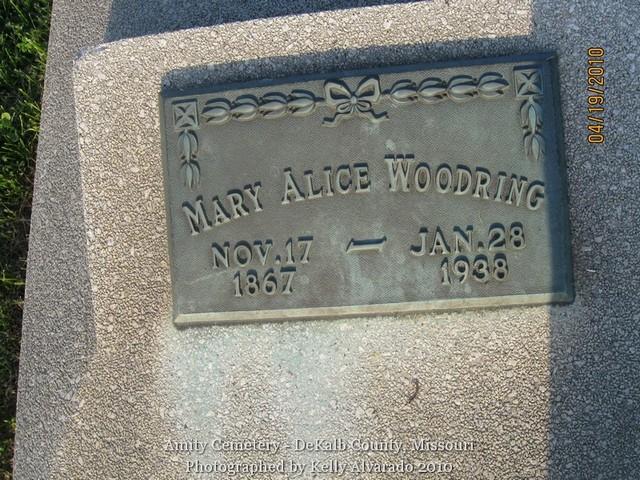 04/19/2010
MARY ALICE WOODRING
NOV. 17 — JAN. 28
1867 1938
Amity Cemetery - DeKalb County, Missouri
Photographed by Kelly Alvarado 2010